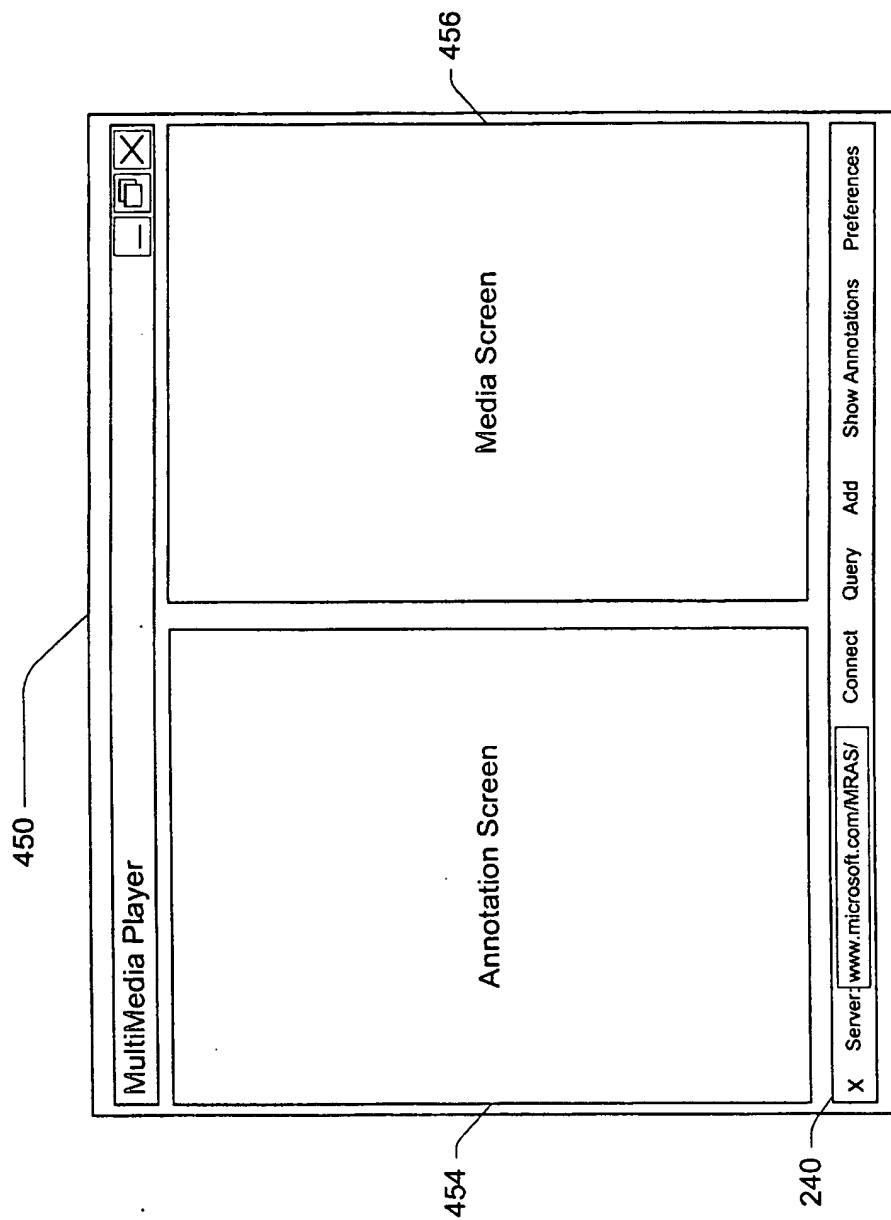 450
MultiMedia Player
454
Annotation Screen
Media Screen
456
240
X Server: www.microsoft.com/MRAS/ Connect Query Add Show Annotations Preferences